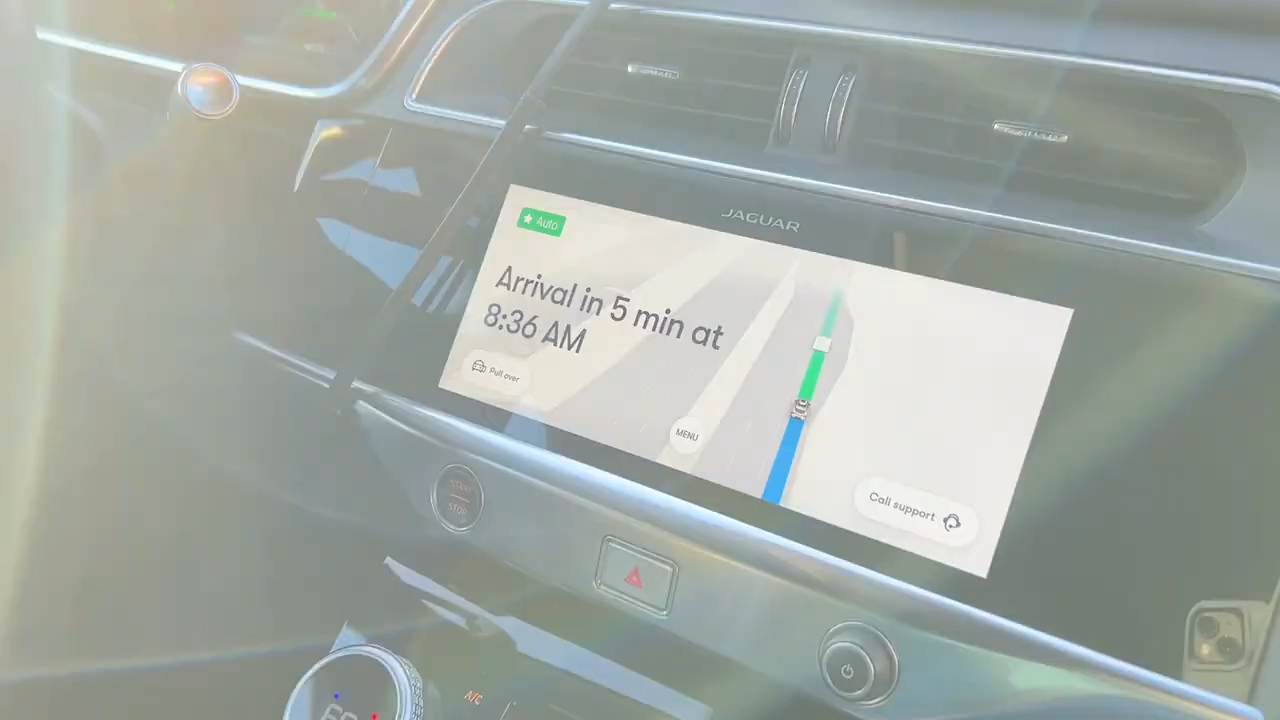 JAGUAR
Auto
Arrival in 5 min at
8:36 AM
Pull over
MENU
Call support
START
STOP
A/C